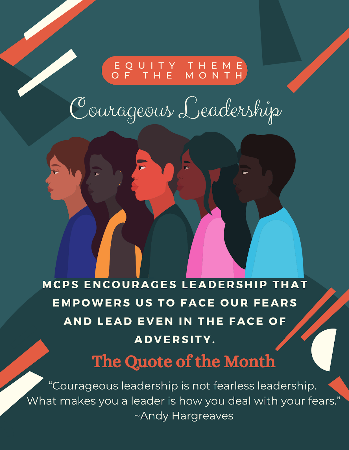 EQUITY THEME
OF THE MONTH
Courageous Leadership
MCPS ENCOURAGES LEADERSHIP THAT
EMPOWERS US TO FACE OUR FEARS
AND LEAD EVEN IN THE FACE OF
ADVERSITY.
The Quote of the Month
“Courageous leadership is not fearless leadership.
What makes you a leader is how you deal with your fears.”
~Andy Hargreaves